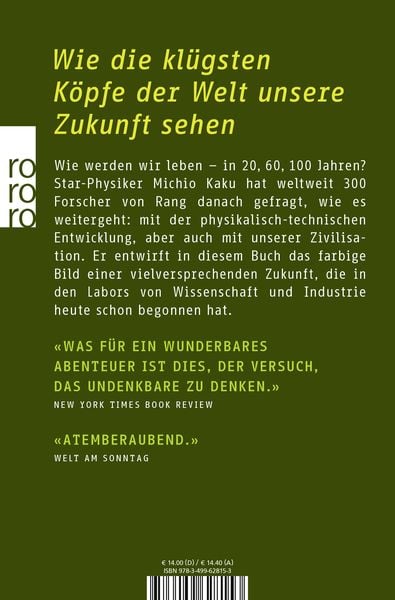 Wie die klügsten
Köpfe der Welt unsere
Zukunft sehen
ro
ro
ro
Wie werden wir leben – in 20, 60, 100 Jahren?
Star-Physiker Michio Kaku hat weltweit 300
Forscher von Rang danach gefragt, wie es
weitergeht: mit der physikalisch-technischen
Entwicklung, aber auch mit unserer Zivilisa-
tion. Er entwirft in diesem Buch das farbige
Bild einer vielversprechenden Zukunft, die in
den Labors von Wissenschaft und Industrie
heute schon begonnen hat.
«WAS FÜR EIN WUNDERBARES
ABENTEUER IST DIES, DER VERSUCH,
DAS UNDENKBARE ZU DENKEN.»
NEW YORK TIMES BOOK REVIEW
«ATEMBERAUBEND.»
WELT AM SONNTAG
€ 14.00 (D) / € 14.40 (A)
ISBN 978-3-499-62815-3